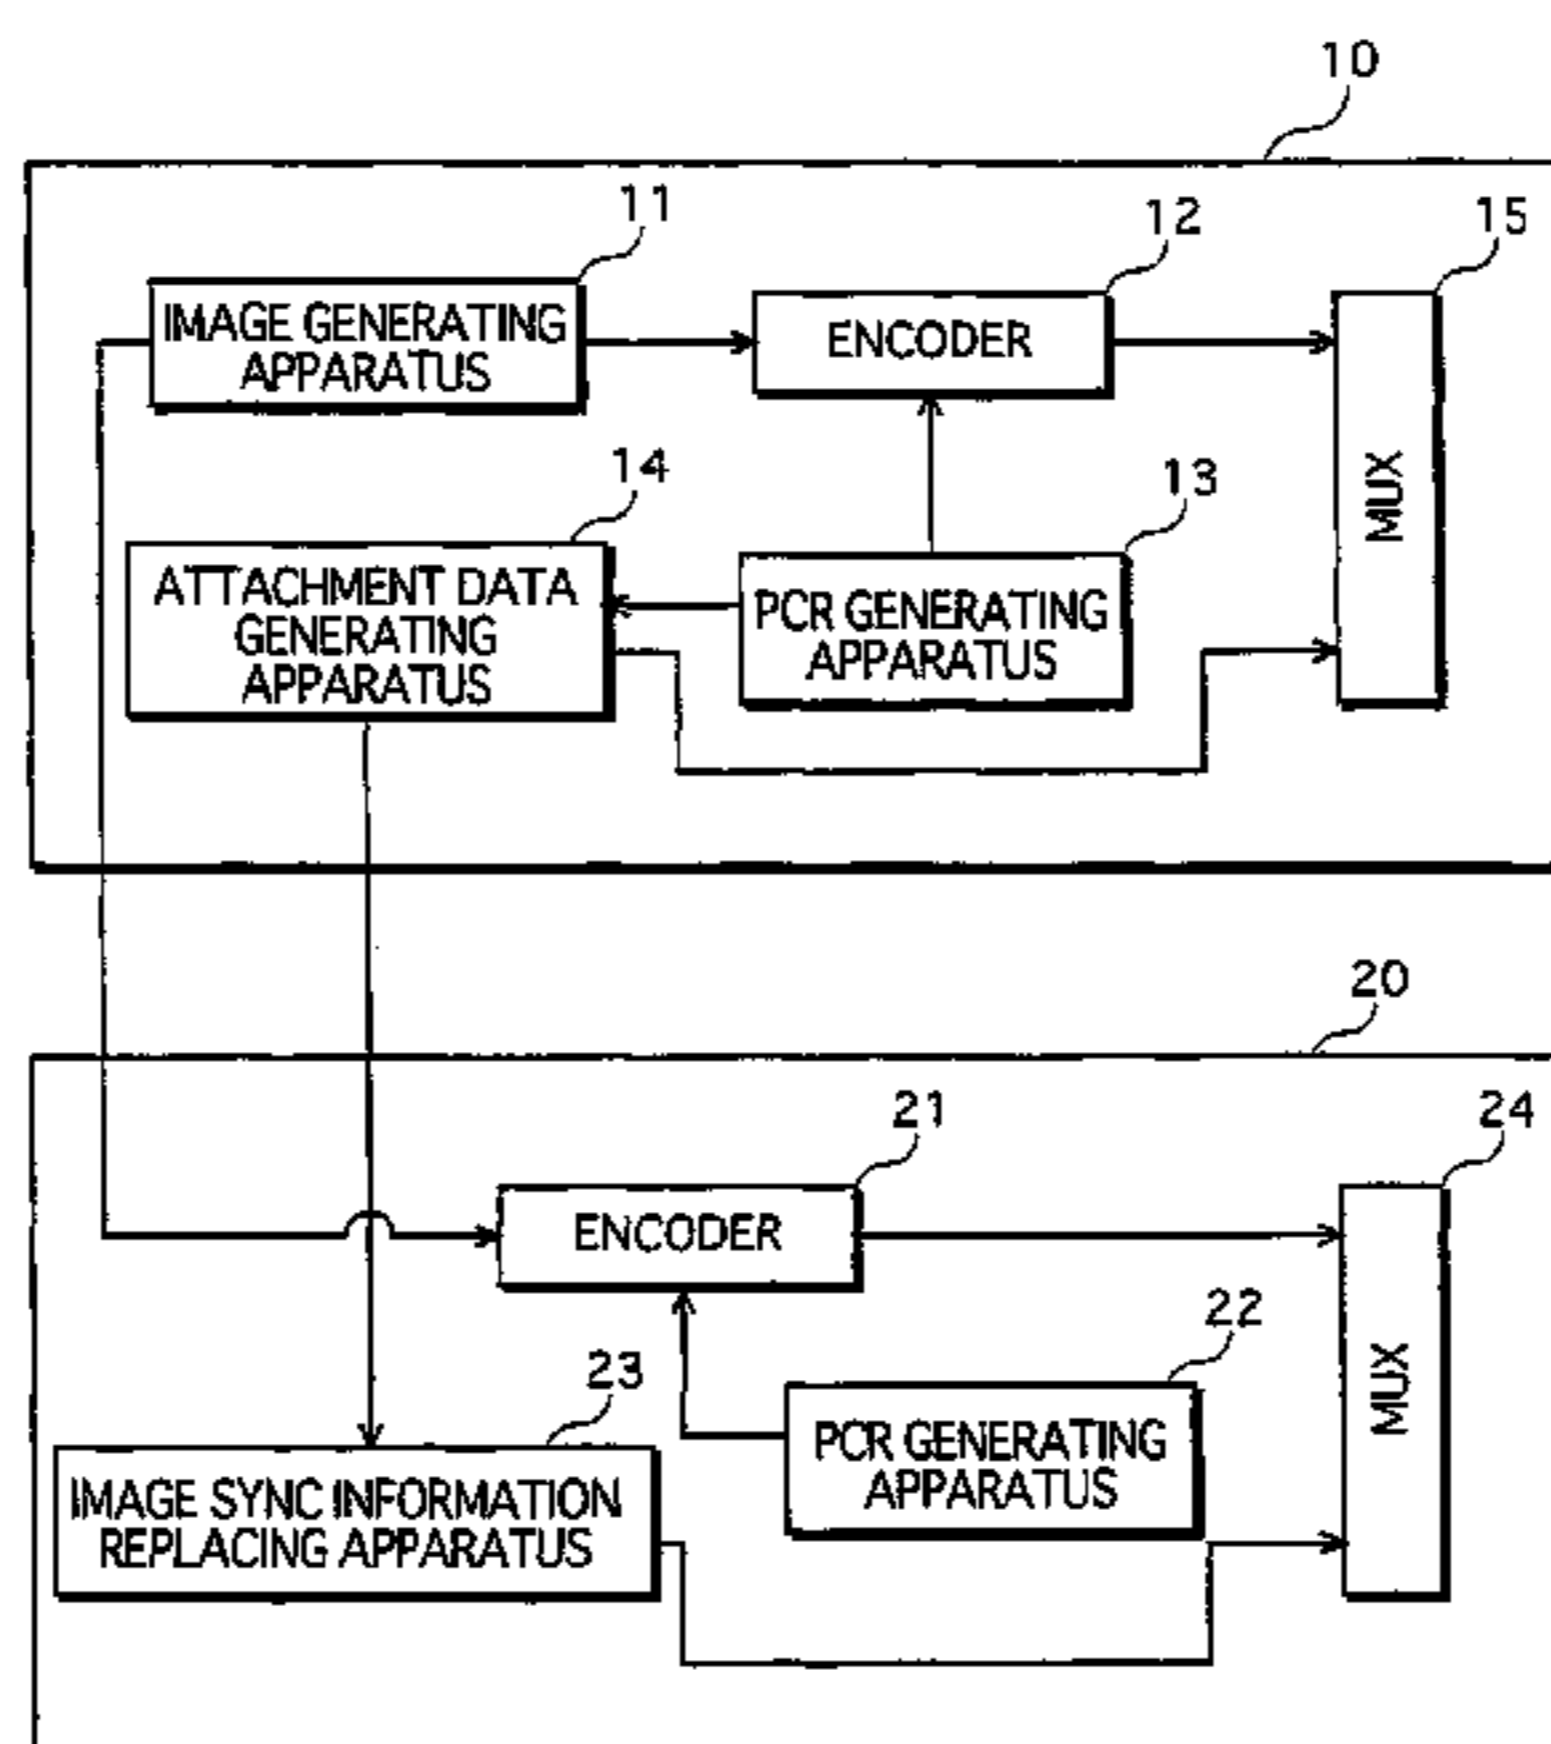 10
11
12
15
IMAGE GENERATING
APPARATUS
ENCODER
MUX
14
13
ATTACHMENT DATA
GENERATING
APPARATUS
PCR GENERATING
APPARATUS
20
21
24
ENCODER
MUX
22
23
PCR GENERATING
APPARATUS
IMAGE SYNC INFORMATION
REPLACING APPARATUS